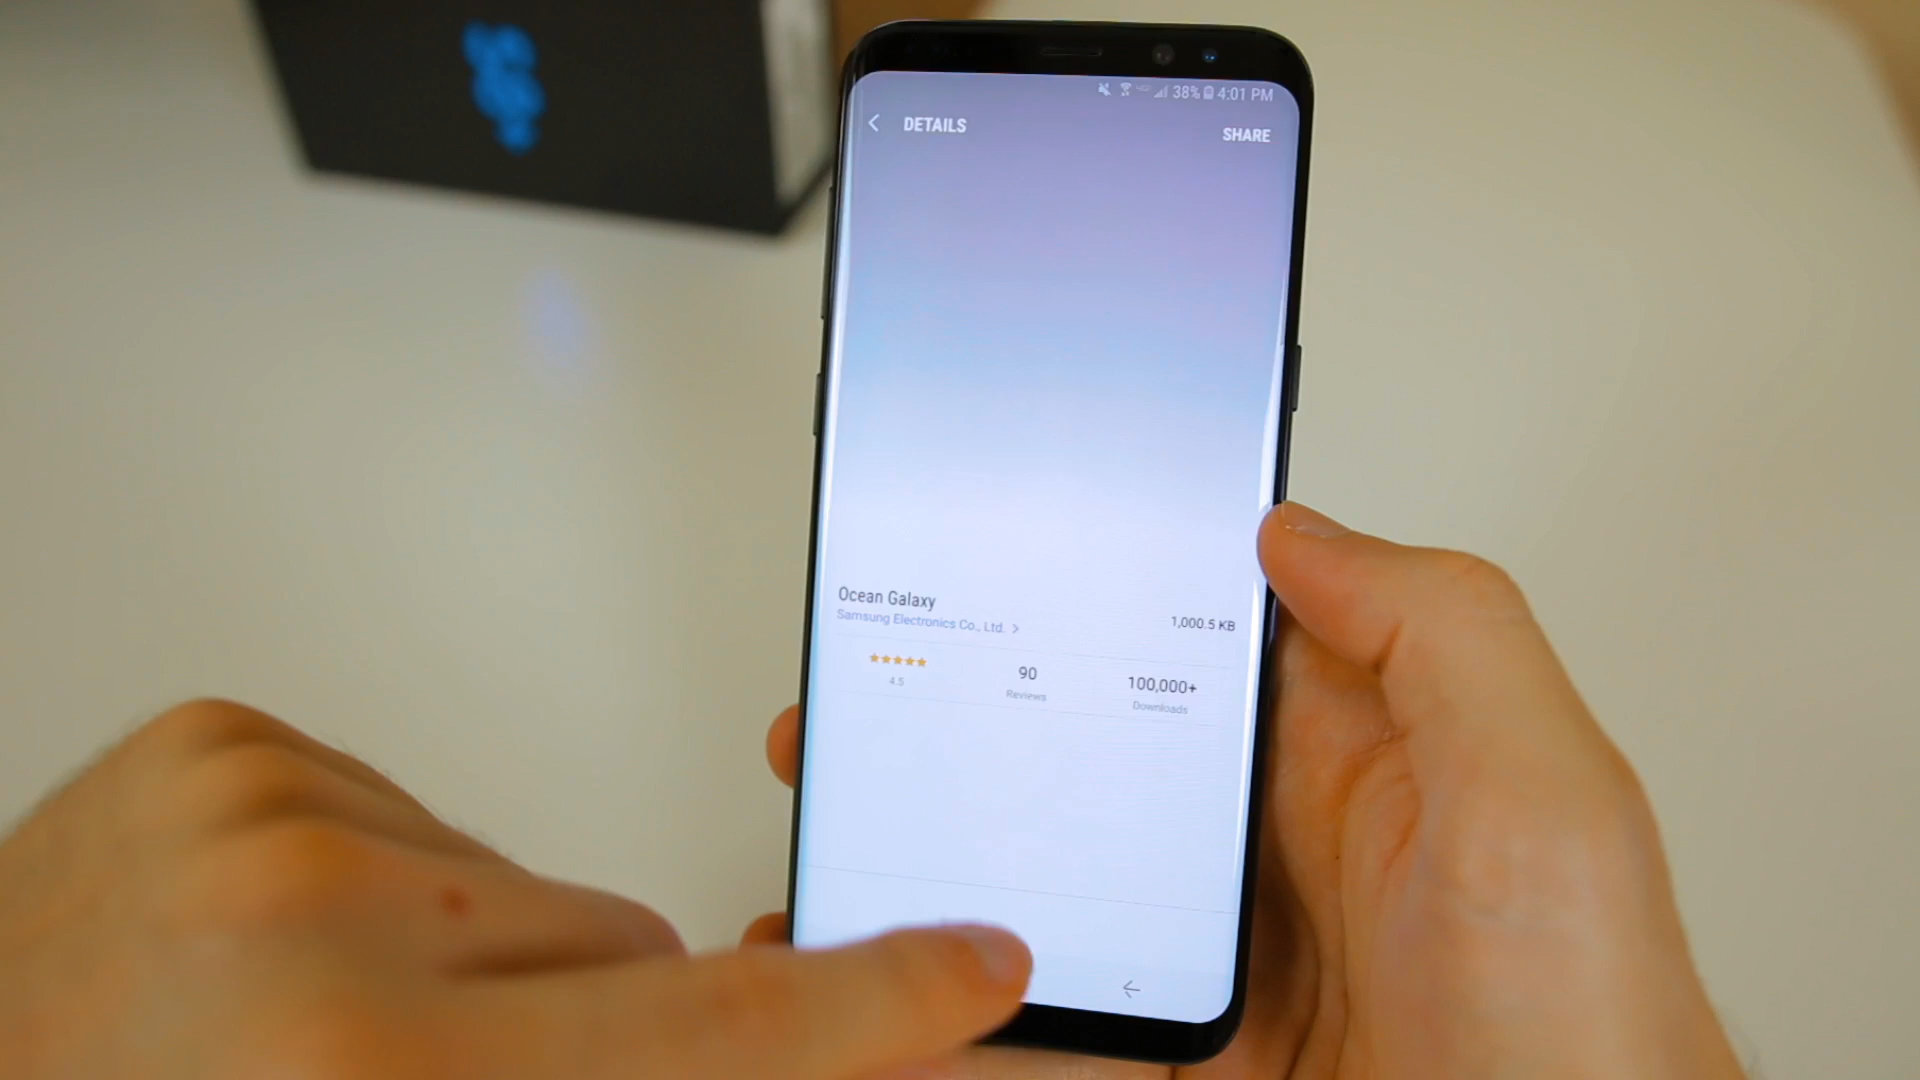 38% 4:01 PM
DETAILS
SHARE
Ocean Galaxy
Samsung Electronics Co., Ltd. >
1,000.5 KB
4.5
90
Reviews
100,000+
Downloads